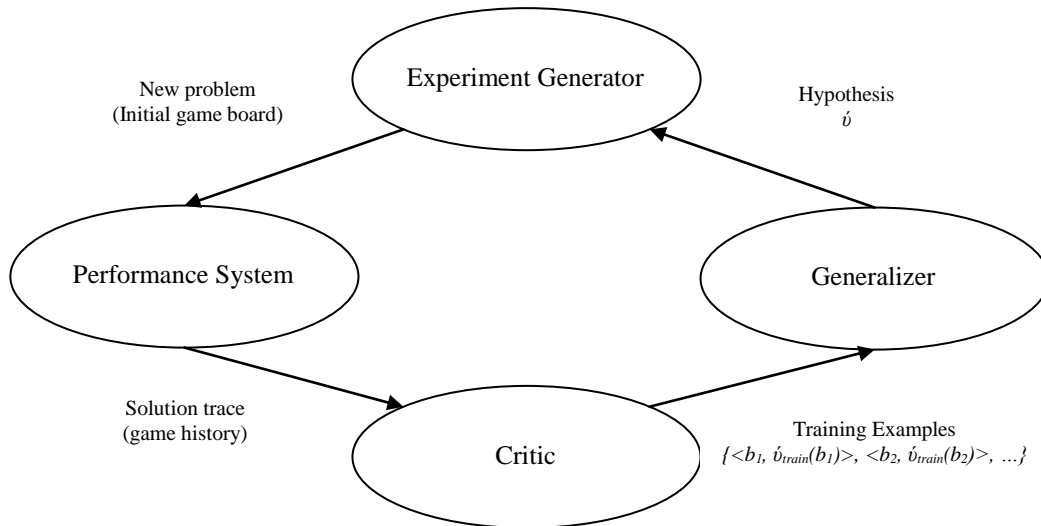 Experiment Generator
New problem
(Initial game board)
Hypothesis
ύ
Performance System
Generalizer
Solution trace
(game history)
Critic
Training Examples
{<b1, ύtrain(b1)>, <b2, ύtrain(b2)>, ...}